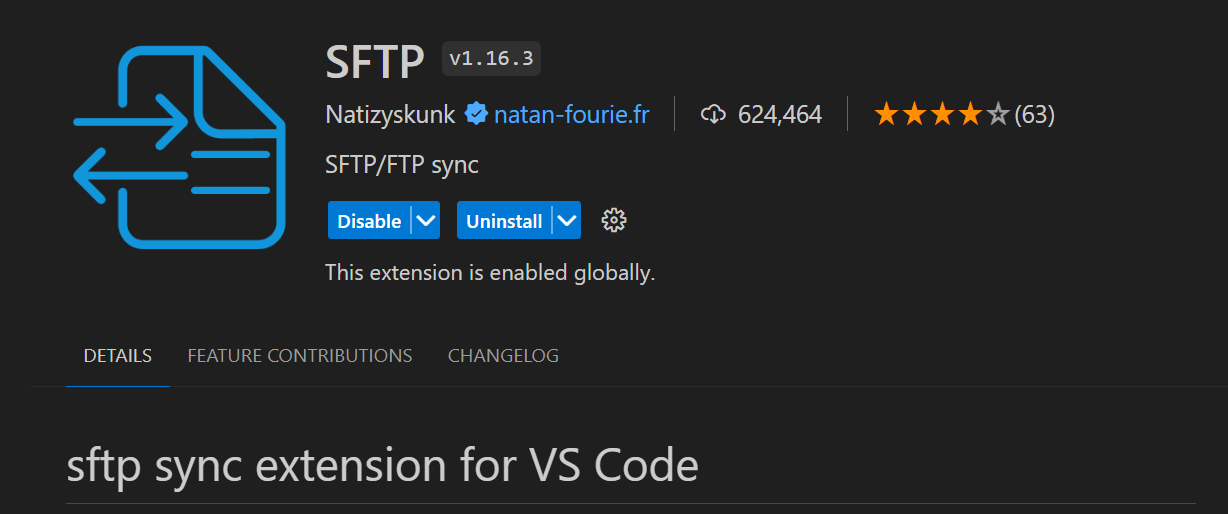 SFTP v1.16.3
Natizyskunk natan-fourie.fr 624,464 (63)
SFTP/FTP sync
Disable Uninstall
This extension is enabled globally.
DETAILS FEATURE CONTRIBUTIONS CHANGELOG
sftp sync extension for VS Code